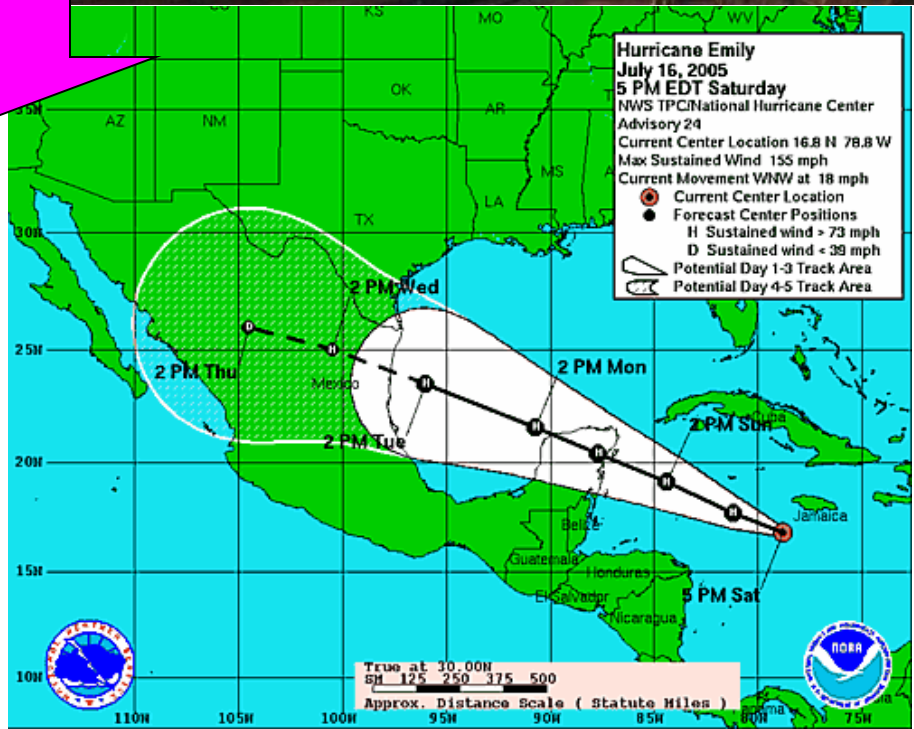 KS
MO
WV
Hurricane Emily
July 16, 2005
5 PM EDT Saturday
NWS TPC/National Hurricane Center
Advisory 24
Current Center Location 16.8 N 78.8 W
Max Sustained Wind 155 mph
Current Movement WNW at 18 mph
Current Center Location
Forecast Center Positions
H Sustained wind > 73 mph
D Sustained wind < 39 mph
Potential Day 1-3 Track Area
Potential Day 4-5 Track Area
35N
AZ
NM
OK
AR
MS
LA
TX
30N
2 PM Wed
D
H
25N
2 PM Thu
Mexico
H
2 PM Mon
H
Cuba
2 PM Sun
2 PM Tue
H
20N
H
H
Jamaica
Belize
15N
Guatemala
Honduras
El Salvador
5 PM Sat
Nicaragua
NATIONAL WEATHER SERVICE
NOAA
10N
True at 30.00N
SM 125 250 375 500
Approx. Distance Scale ( Statute Miles )
110W 105W 100W 95W 90W 85W 80W 75W